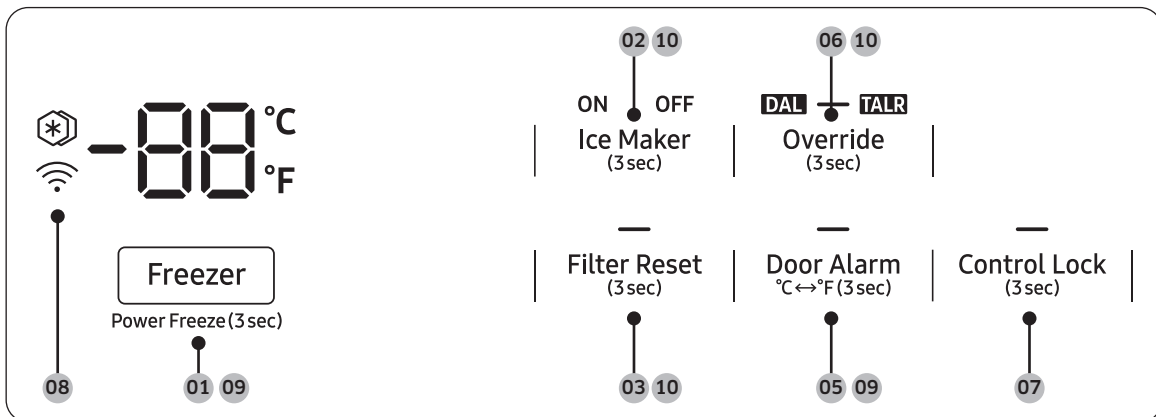 02 10
06 10
ON OFF
DAL TALR
-88 °C
°F
Ice Maker
(3 sec)
Override
(3 sec)
Freezer
Power Freeze (3 sec)
Filter Reset
(3 sec)
Door Alarm
°C↔°F (3 sec)
Control Lock
(3 sec)
08
01 09
03 10
05 09
07